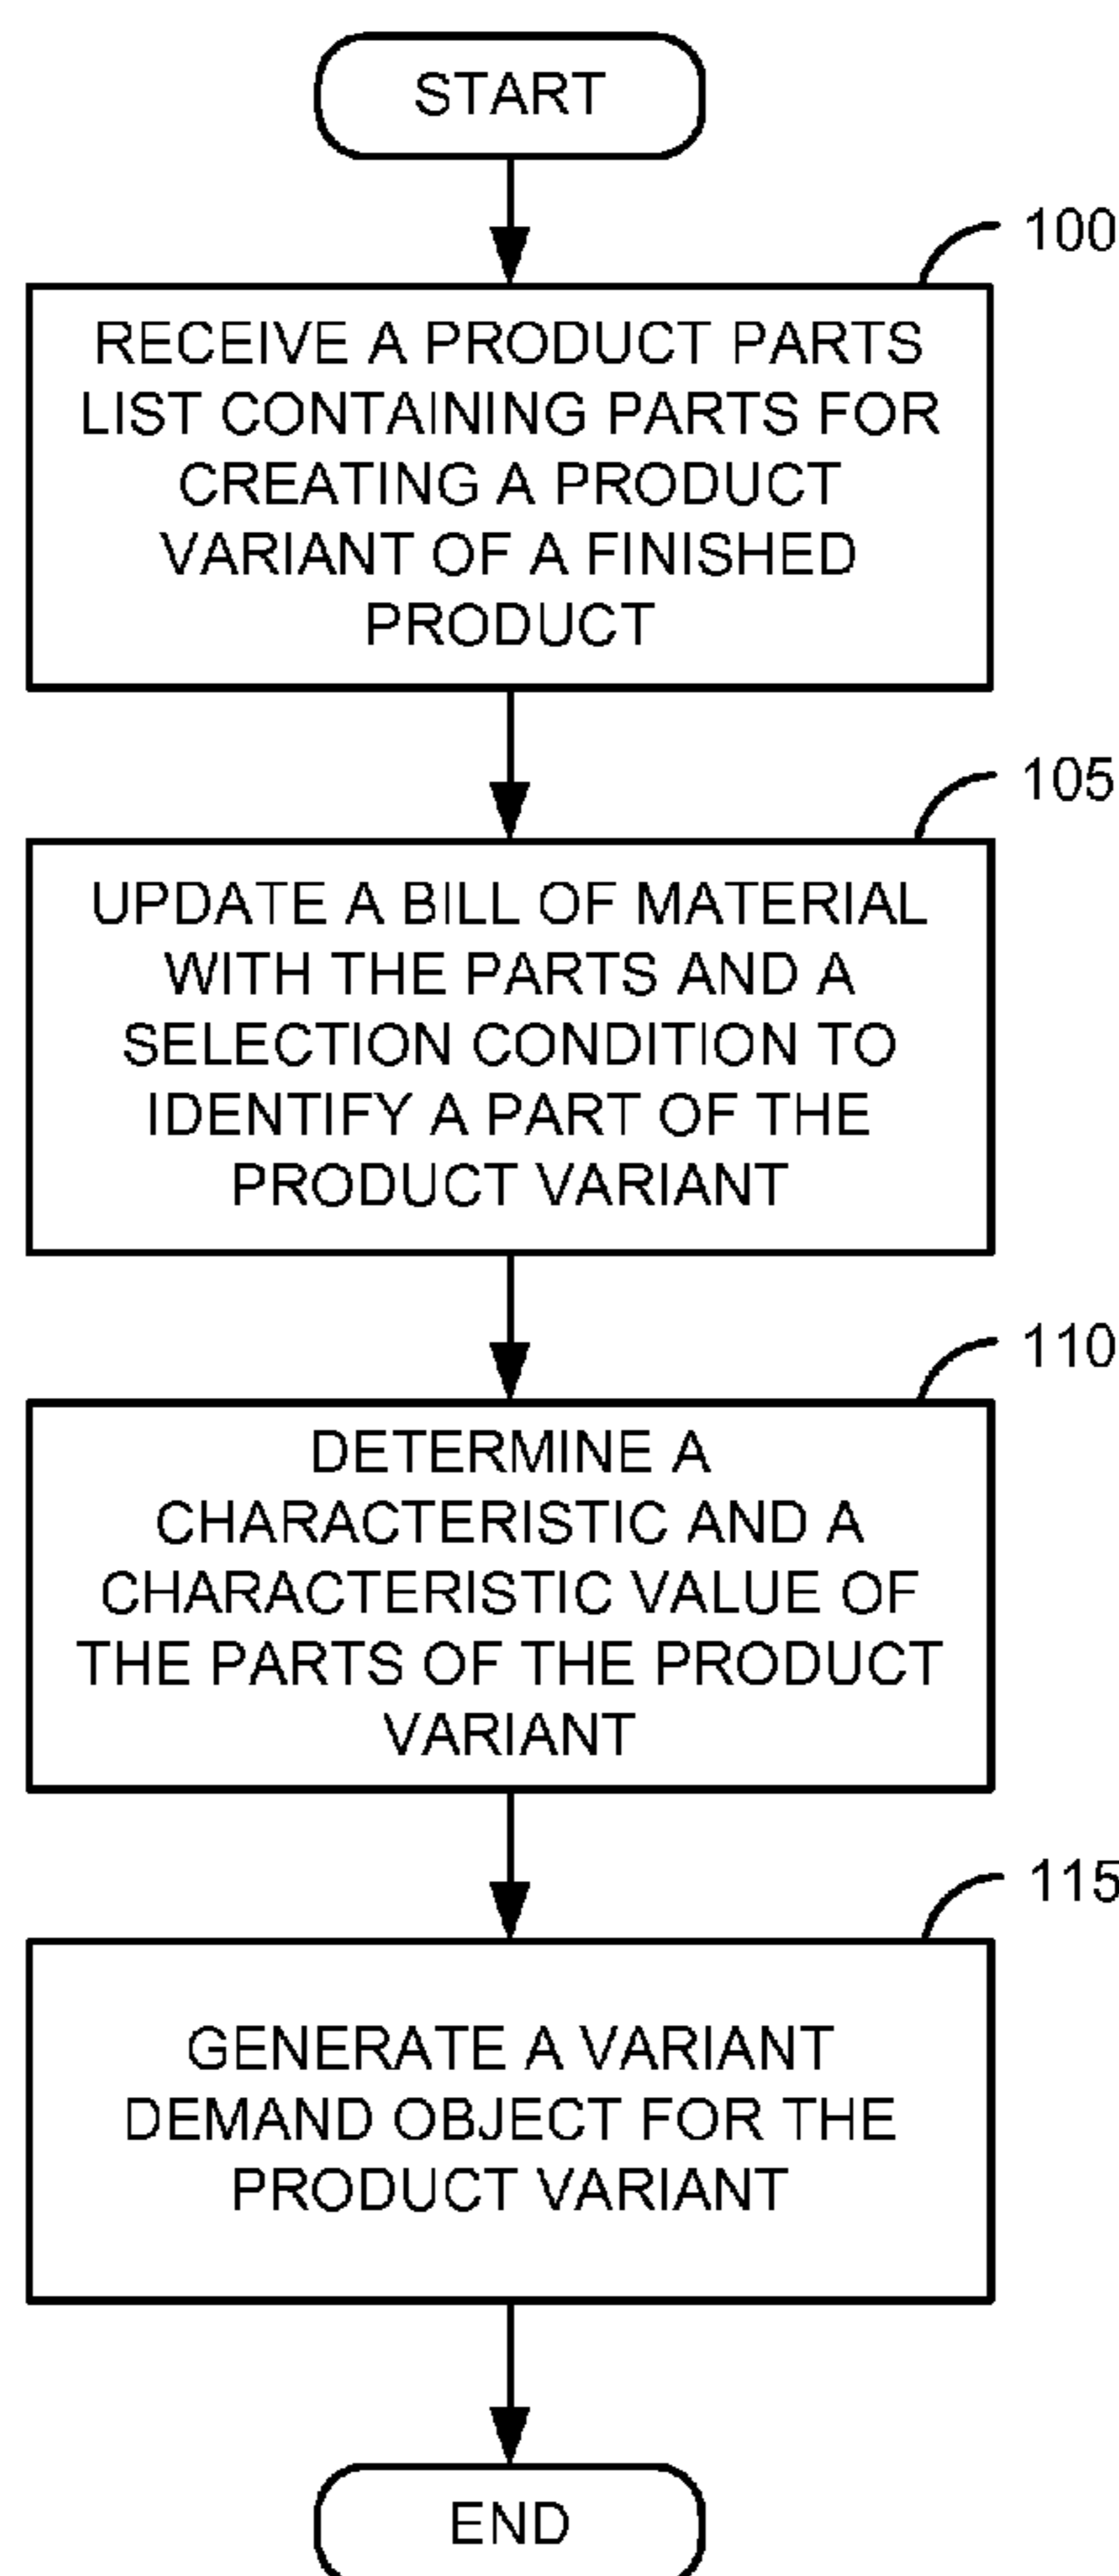 START
100
RECEIVE A PRODUCT PARTS
LIST CONTAINING PARTS FOR
CREATING A PRODUCT
VARIANT OF A FINISHED
PRODUCT
105
UPDATE A BILL OF MATERIAL
WITH THE PARTS AND A
SELECTION CONDITION TO
IDENTIFY A PART OF THE
PRODUCT VARIANT
110
DETERMINE A
CHARACTERISTIC AND A
CHARACTERISTIC VALUE OF
THE PARTS OF THE PRODUCT
VARIANT
115
GENERATE A VARIANT
DEMAND OBJECT FOR THE
PRODUCT VARIANT
END